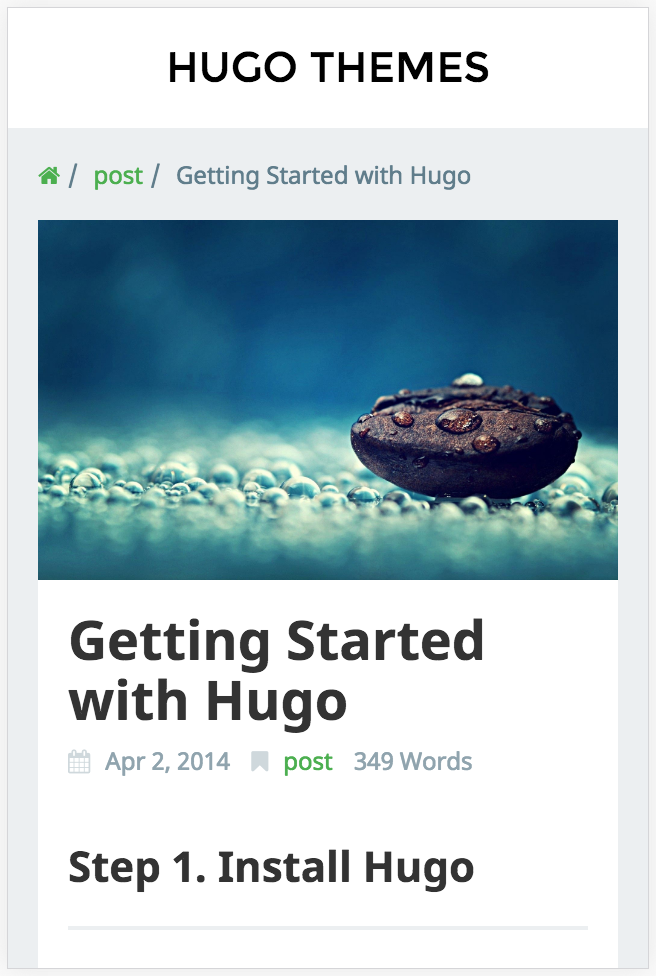 HUGO THEMES
/ post / Getting Started with Hugo
Getting Started
with Hugo
Apr 2, 2014 post 349 Words
Step 1. Install Hugo